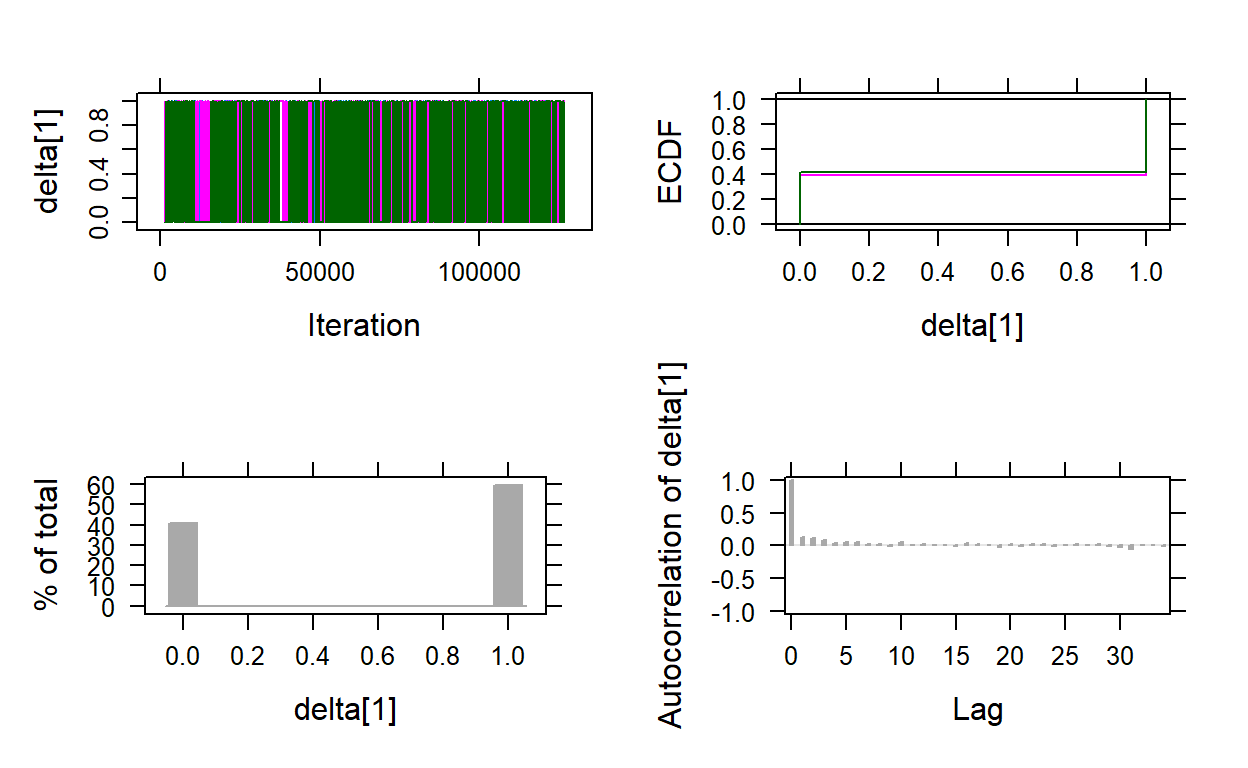 delta[1]
0.0 0.4 0.8
0 50000 100000
Iteration
ECDF
1.0
0.8
0.6
0.4
0.2
0.0
0.0 0.2 0.4 0.6 0.8 1.0
delta[1]
% of total
60
50
40
30
20
10
0
0.0 0.2 0.4 0.6 0.8 1.0
delta[1]
Autocorrelation of delta[1]
1.0
0.5
0.0
-0.5
-1.0
0 5 10 15 20 25 30
Lag